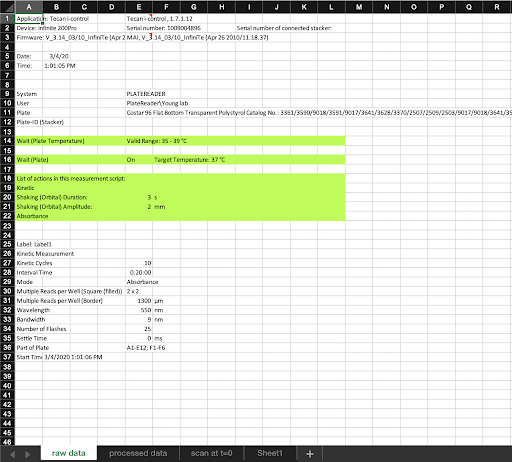 A B C D E F G H I J K L M N O P Q R
1 Application: Tecan i-control Tecan i-control , 1.7.1.12
2 Device: infinite 200Pro Serial number: 1009004896 Serial number of connected stacker:
3 Firmware: V_3.14_03/10_InfiniTe (Apr 2 MAI, V_3.14_03/10_InfiniTe (Apr 26 2010/11.18.37)
4
5 Date: 3/4/20
6 Time: 1:01:05 PM
7
8
9 System PLATEREADER
10 User PlateReader\Young lab
11 Plate Costar 96 Flat Bottom Transparent Polystyrol Catalog No.: 3361/3590/9018/3591/9017/3641/3628/3370/2507/2509/2503/9017/9018/3641/35
12 Plate-ID (Stacker)
13
14 Wait (Plate Temperature) Valid Range: 35 - 39 °C
15
16 Wait (Plate) On Target Temperature: 37 °C
17
18 List of actions in this measurement script:
19 Kinetic
20 Shaking (Orbital) Duration: 3 s
21 Shaking (Orbital) Amplitude: 2 mm
22 Absorbance
23
24
25 Label: Label1
26 Kinetic Measurement
27 Kinetic Cycles 10
28 Interval Time 0:20:00
29 Mode Absorbance
30 Multiple Reads per Well (Square (filled)) 2 x 2
31 Multiple Reads per Well (Border) 1300 µm
32 Wavelength 550 nm
33 Bandwidth 9 nm
34 Number of Flashes 25
35 Settle Time 0 ms
36 Part of Plate A1-E12; F1-F6
37 Start Time 3/4/2020 1:01:06 PM
38
39
40
41
42
43
44
45
46
raw data processed data scan at t=0 Sheet1 +